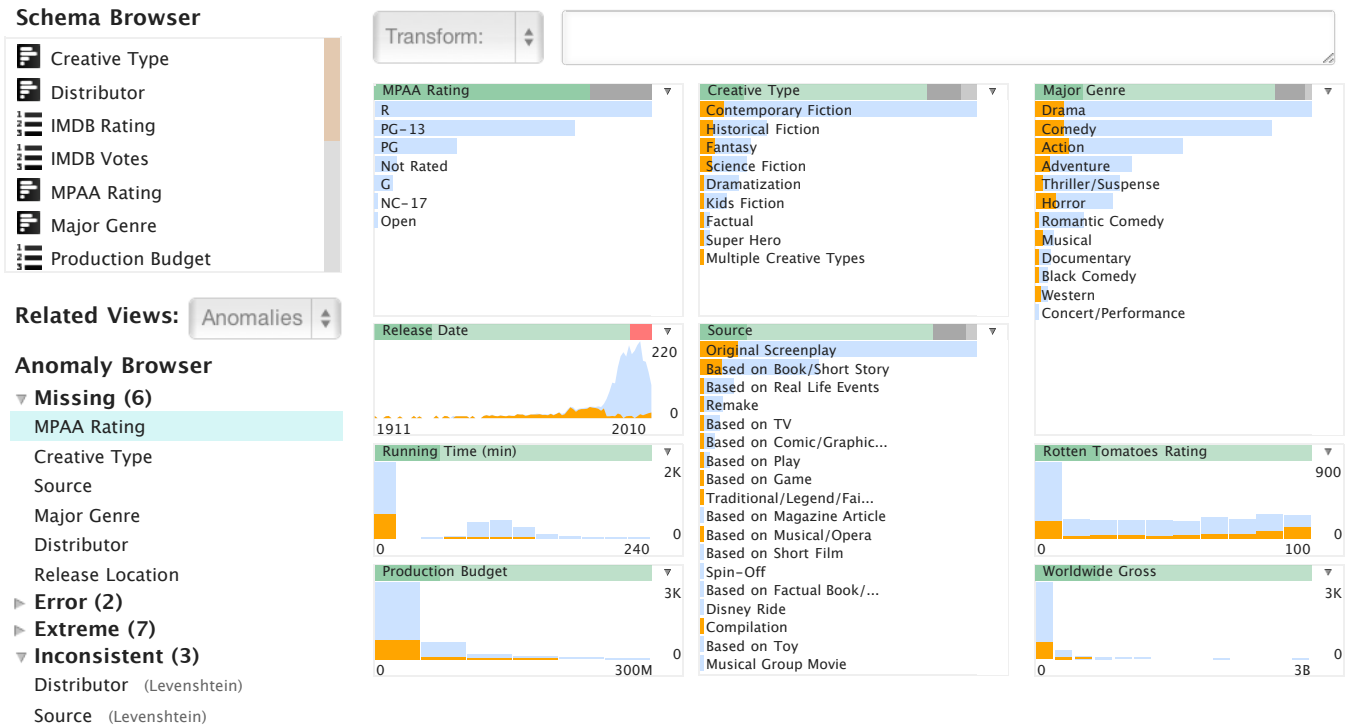 Schema Browser
Creative Type
Distributor
IMDB Rating
IMDB Votes
MPAA Rating
Major Genre
Production Budget
Related Views: Anomalies
Anomaly Browser
Missing (6)
MPAA Rating
Creative Type
Source
Major Genre
Distributor
Release Location
Error (2)
Extreme (7)
Inconsistent (3)
Distributor (Levenshtein)
Source (Levenshtein)
Transform:
MPAA Rating
R
PG-13
PG
Not Rated
G
NC-17
Open
Release Date
220
0
1911 2010
Running Time (min)
2K
0
0 240
Production Budget
3K
0
0 300M
Creative Type
Contemporary Fiction
Historical Fiction
Fantasy
Science Fiction
Dramatization
Kids Fiction
Factual
Super Hero
Multiple Creative Types
Source
Original Screenplay
Based on Book/Short Story
Based on Real Life Events
Remake
Based on TV
Based on Comic/Graphic...
Based on Play
Based on Game
Traditional/Legend/Fai...
Based on Magazine Article
Based on Musical/Opera
Based on Short Film
Spin-Off
Based on Factual Book/...
Disney Ride
Compilation
Based on Toy
Musical Group Movie
Major Genre
Drama
Comedy
Action
Adventure
Thriller/Suspense
Horror
Romantic Comedy
Musical
Documentary
Black Comedy
Western
Concert/Performance
Rotten Tomatoes Rating
900
0
0 100
Worldwide Gross
3K
0
0 3B